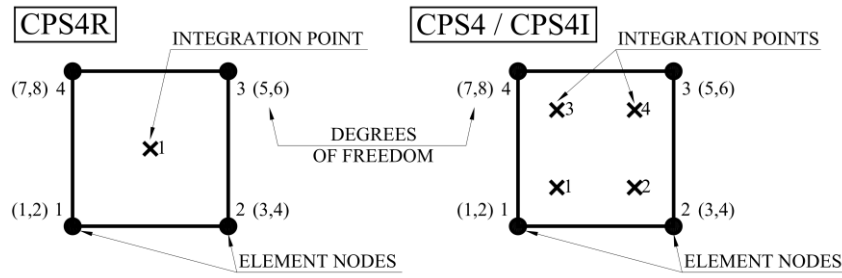 CPS4R
CPS4 / CPS4I
INTEGRATION POINT
INTEGRATION POINTS
(7,8) 4
3 (5,6)
(7,8) 4
3 (5,6)
1
3
4
DEGREES
OF FREEDOM
1
2
(1,2) 1
2 (3,4)
(1,2) 1
2 (3,4)
ELEMENT NODES
ELEMENT NODES